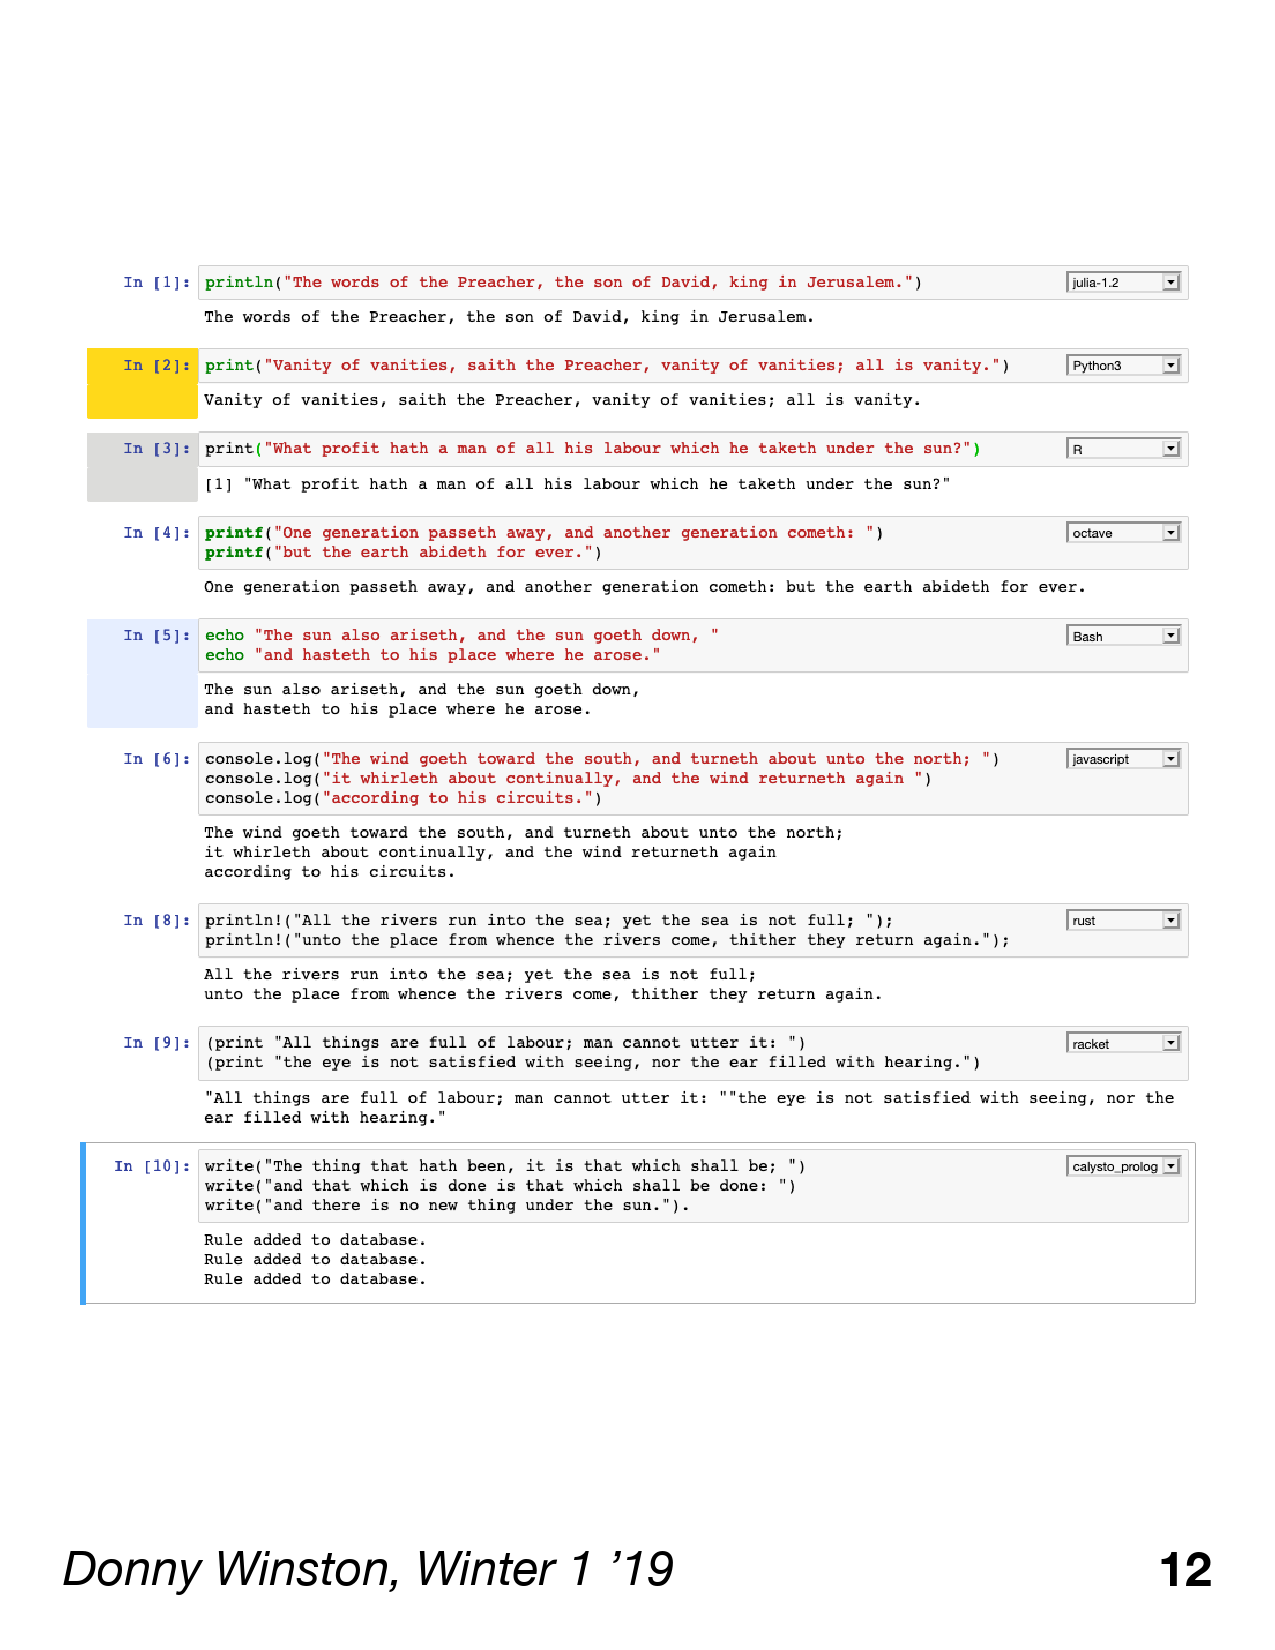 In [1]: println("The words of the Preacher, the son of David, king in Jerusalem.") julia-1.2
The words of the Preacher, the son of David, king in Jerusalem.
In [2]: print("Vanity of vanities, saith the Preacher, vanity of vanities; all is vanity.") Python3
Vanity of vanities, saith the Preacher, vanity of vanities; all is vanity.
In [3]: print("What profit hath a man of all his labour which he taketh under the sun?") R
[1] "What profit hath a man of all his labour which he taketh under the sun?"
In [4]: printf("One generation passeth away, and another generation cometh: ") octave
printf("but the earth abideth for ever.")
One generation passeth away, and another generation cometh: but the earth abideth for ever.
In [5]: echo "The sun also ariseth, and the sun goeth down, " Bash
echo "and hasteth to his place where he arose."
The sun also ariseth, and the sun goeth down,
and hasteth to his place where he arose.
In [6]: console.log("The wind goeth toward the south, and turneth about unto the north; ") javascript
console.log("it whirleth about continually, and the wind returneth again ")
console.log("according to his circuits.")
The wind goeth toward the south, and turneth about unto the north;
it whirleth about continually, and the wind returneth again
according to his circuits.
In [8]: println!("All the rivers run into the sea; yet the sea is not full; "); rust
println!("unto the place from whence the rivers come, thither they return again.");
All the rivers run into the sea; yet the sea is not full;
unto the place from whence the rivers come, thither they return again.
In [9]: (print "All things are full of labour; man cannot utter it: ") racket
(print "the eye is not satisfied with seeing, nor the ear filled with hearing.")
"All things are full of labour; man cannot utter it: ""the eye is not satisfied with seeing, nor the
ear filled with hearing."
In [10]: write("The thing that hath been, it is that which shall be; ") calysto_prolog
write("and that which is done is that which shall be done: ")
write("and there is no new thing under the sun.").
Rule added to database.
Rule added to database.
Rule added to database.
Donny Winston, Winter 1 ’19 12